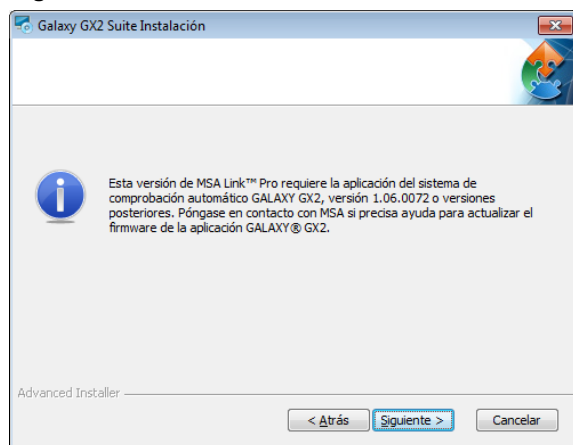 Galaxy GX2 Suite Instalación
Esta versión de MSA Link™ Pro requiere la aplicación del sistema de
comprobación automático GALAXY GX2, versión 1.06.0072 o versiones
posteriores. Póngase en contacto con MSA si precisa ayuda para actualizar el
firmware de la aplicación GALAXY® GX2.
Advanced Installer
< Atrás
Siguiente >
Cancelar